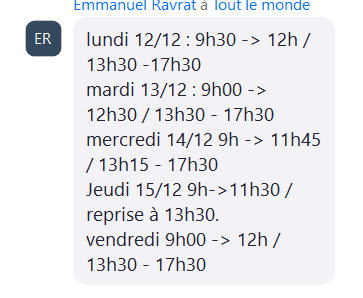 Emmanuel Ravrat à Tout le monde
ER
lundi 12/12 : 9h30 -> 12h /
13h30 -17h30
mardi 13/12 : 9h00 ->
12h30 / 13h30 - 17h30
mercredi 14/12 9h -> 11h45
/ 13h15 - 17h30
Jeudi 15/12 9h->11h30 /
reprise à 13h30.
vendredi 9h00 -> 12h /
13h30 - 17h30